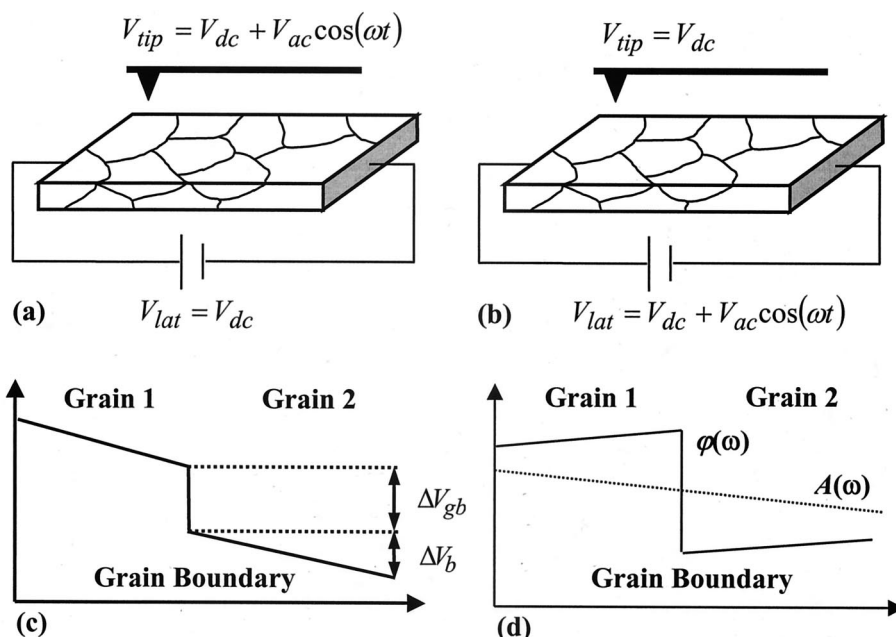 V_tip = V_dc + V_ac cos(ωt)
V_tip = V_dc
(a)
V_lat = V_dc
(b)
V_lat = V_dc + V_ac cos(ωt)
Grain 1
Grain 2
ΔV_gb
ΔV_b
Grain Boundary
(c)
Grain 1
Grain 2
φ(ω)
A(ω)
Grain Boundary
(d)